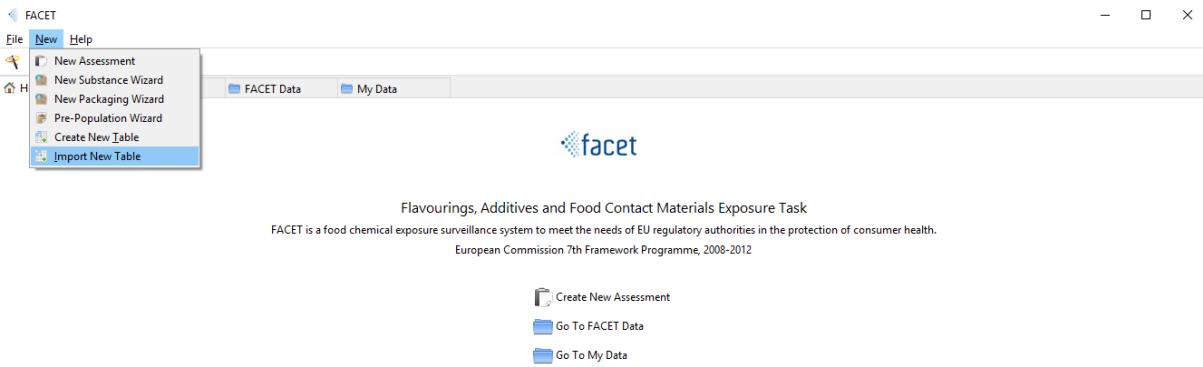 FACET
File New Help
New Assessment
New Substance Wizard
H
FACET Data My Data
New Packaging Wizard
Pre-Population Wizard
Create New Table
Import New Table
facet
Flavourings, Additives and Food Contact Materials Exposure Task
FACET is a food chemical exposure surveillance system to meet the needs of EU regulatory authorities in the protection of consumer health.
European Commission 7th Framework Programme, 2008-2012
Create New Assessment
Go To FACET Data
Go To My Data